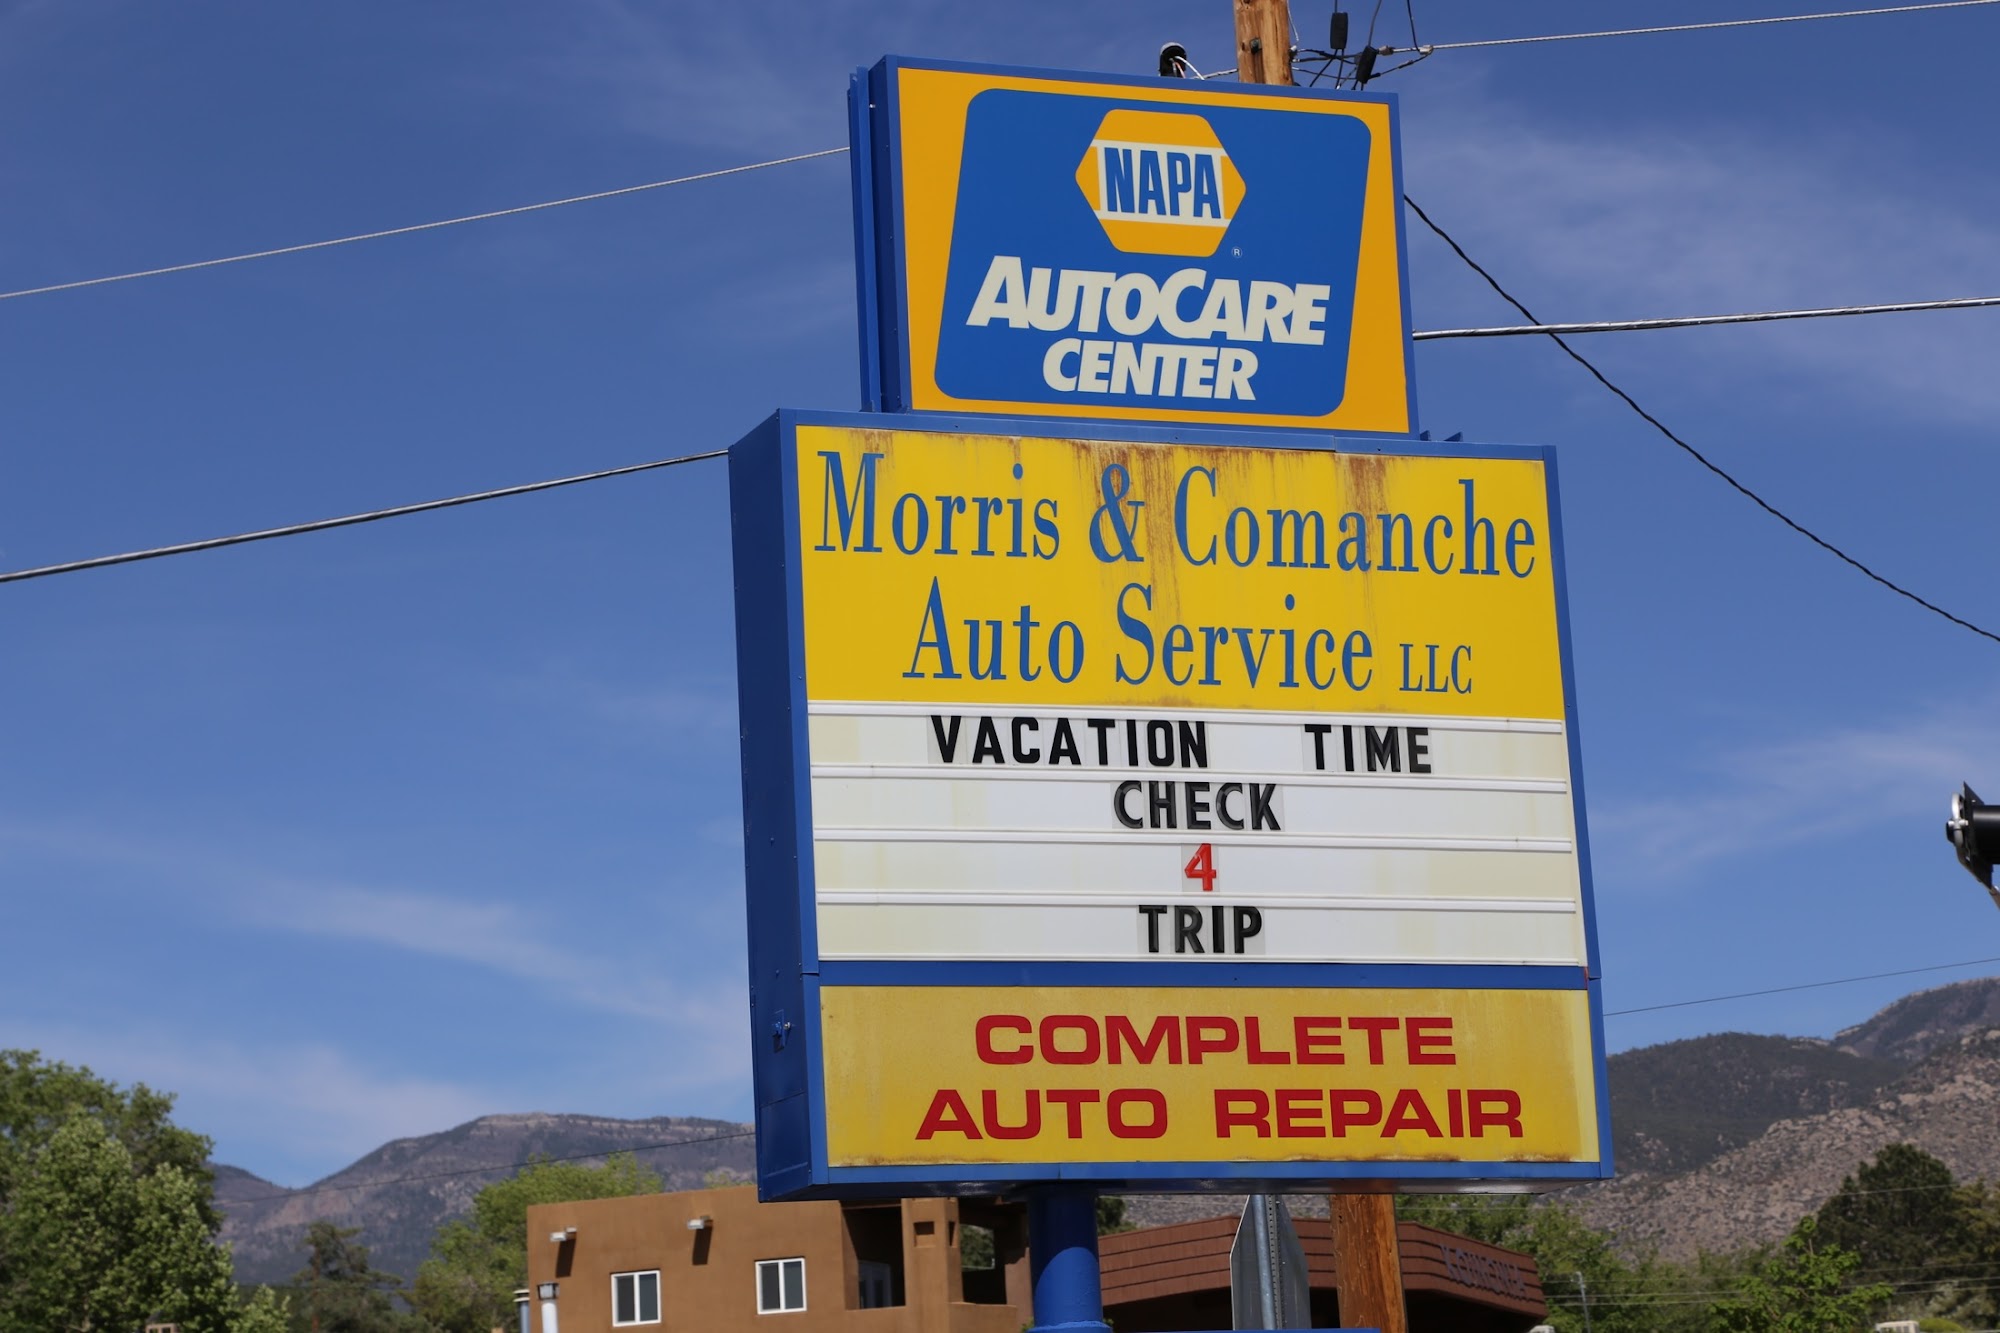 NAPA
®
AUTOCARE
CENTER
Morris & Comanche
Auto Service LLC
VACATION TIME
CHECK
4
TRIP
COMPLETE
AUTO REPAIR